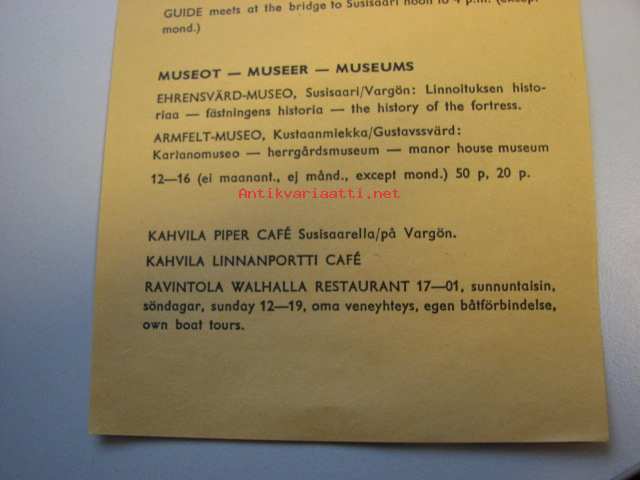 GUIDE meets at the bridge to Susisaari noon to 4 p.m. (except
mond.)
MUSEOT — MUSEER — MUSEUMS
EHRENSVÄRD-MUSEO, Susisaari/Vargön: Linnoituksen histo-
riaa — fästningens historia — the history of the fortress.
ARMFELT-MUSEO, Kustaanmiekka/Gustavssvärd:
Kartanomuseo — herrgårdsmuseum — manor house museum
12—16 (ei maanant., ej månd., except mond.) 50 p, 20 p.
Antikvariaatti.net
KAHVILA PIPER CAFÉ Susisaarella/på Vargön.
KAHVILA LINNANPORTTI CAFÉ
RAVINTOLA WALHALLA RESTAURANT 17—01, sunnuntaisin,
söndagar, sunday 12—19, oma veneyhteys, egen båtförbindelse,
own boat tours.